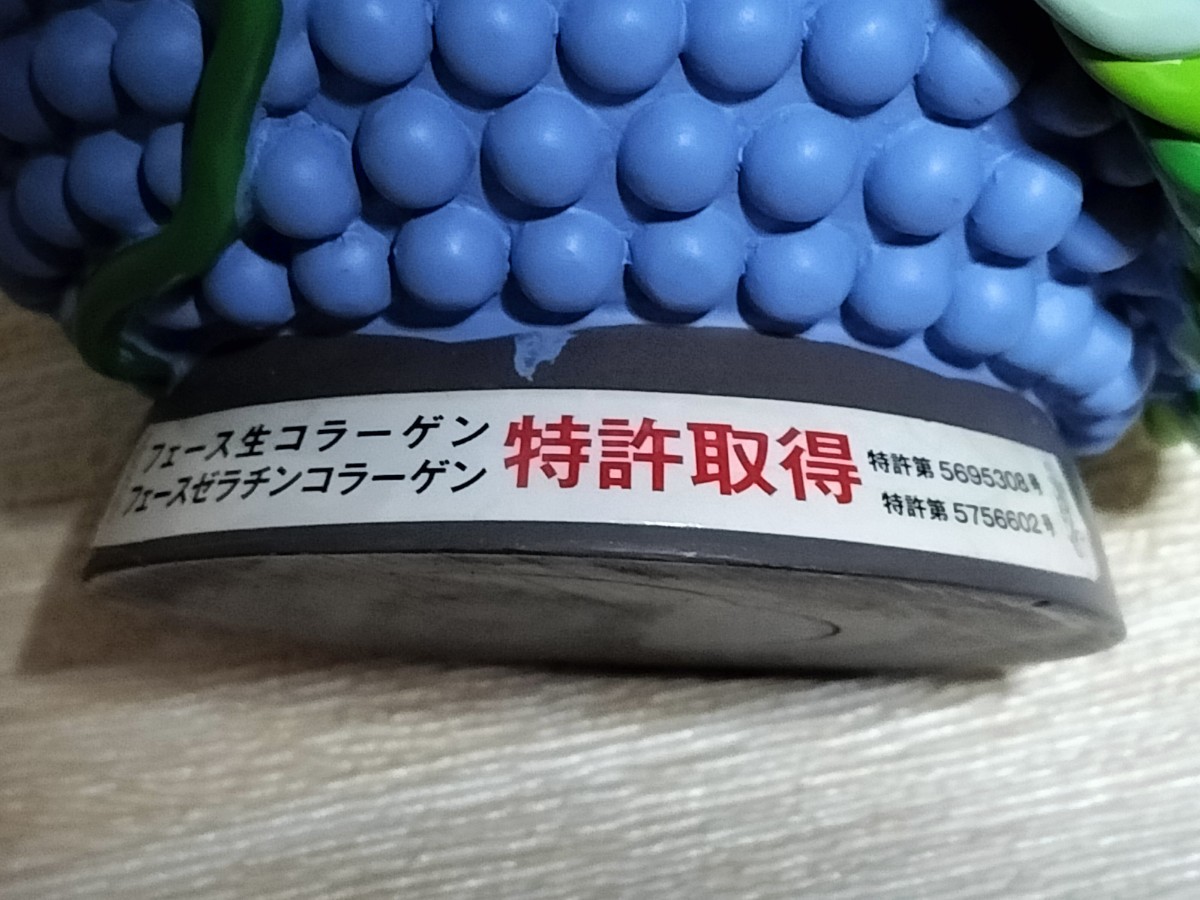 フェース生コラーゲン
フェースゼラチンコラーゲン
特許取得
特許第5695308号
特許第5756602号